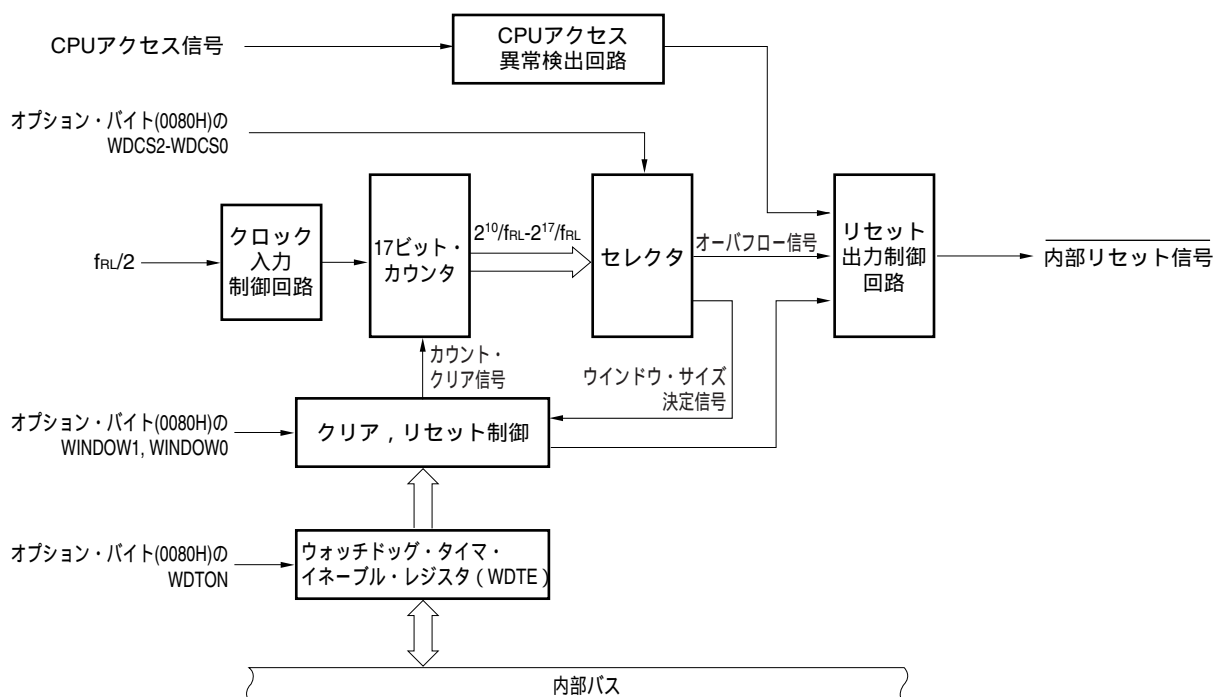 CPUアクセス信号
CPUアクセス
異常検出回路
オプション・バイト(0080H)の
WDCS2-WDCS0
fRL/2
クロック
入力
制御回路
17ビット・
カウンタ
2^10/fRL-2^17/fRL
セレクタ
オーバフロー信号
リセット
出力制御
回路
内部リセット信号
カウント・
クリア信号
ウインドウ・サイズ
決定信号
オプション・バイト(0080H)の
WINDOW1, WINDOW0
クリア，リセット制御
オプション・バイト(0080H)の
WDTON
ウォッチドッグ・タイマ・
イネーブル・レジスタ（WDTE）
内部バス